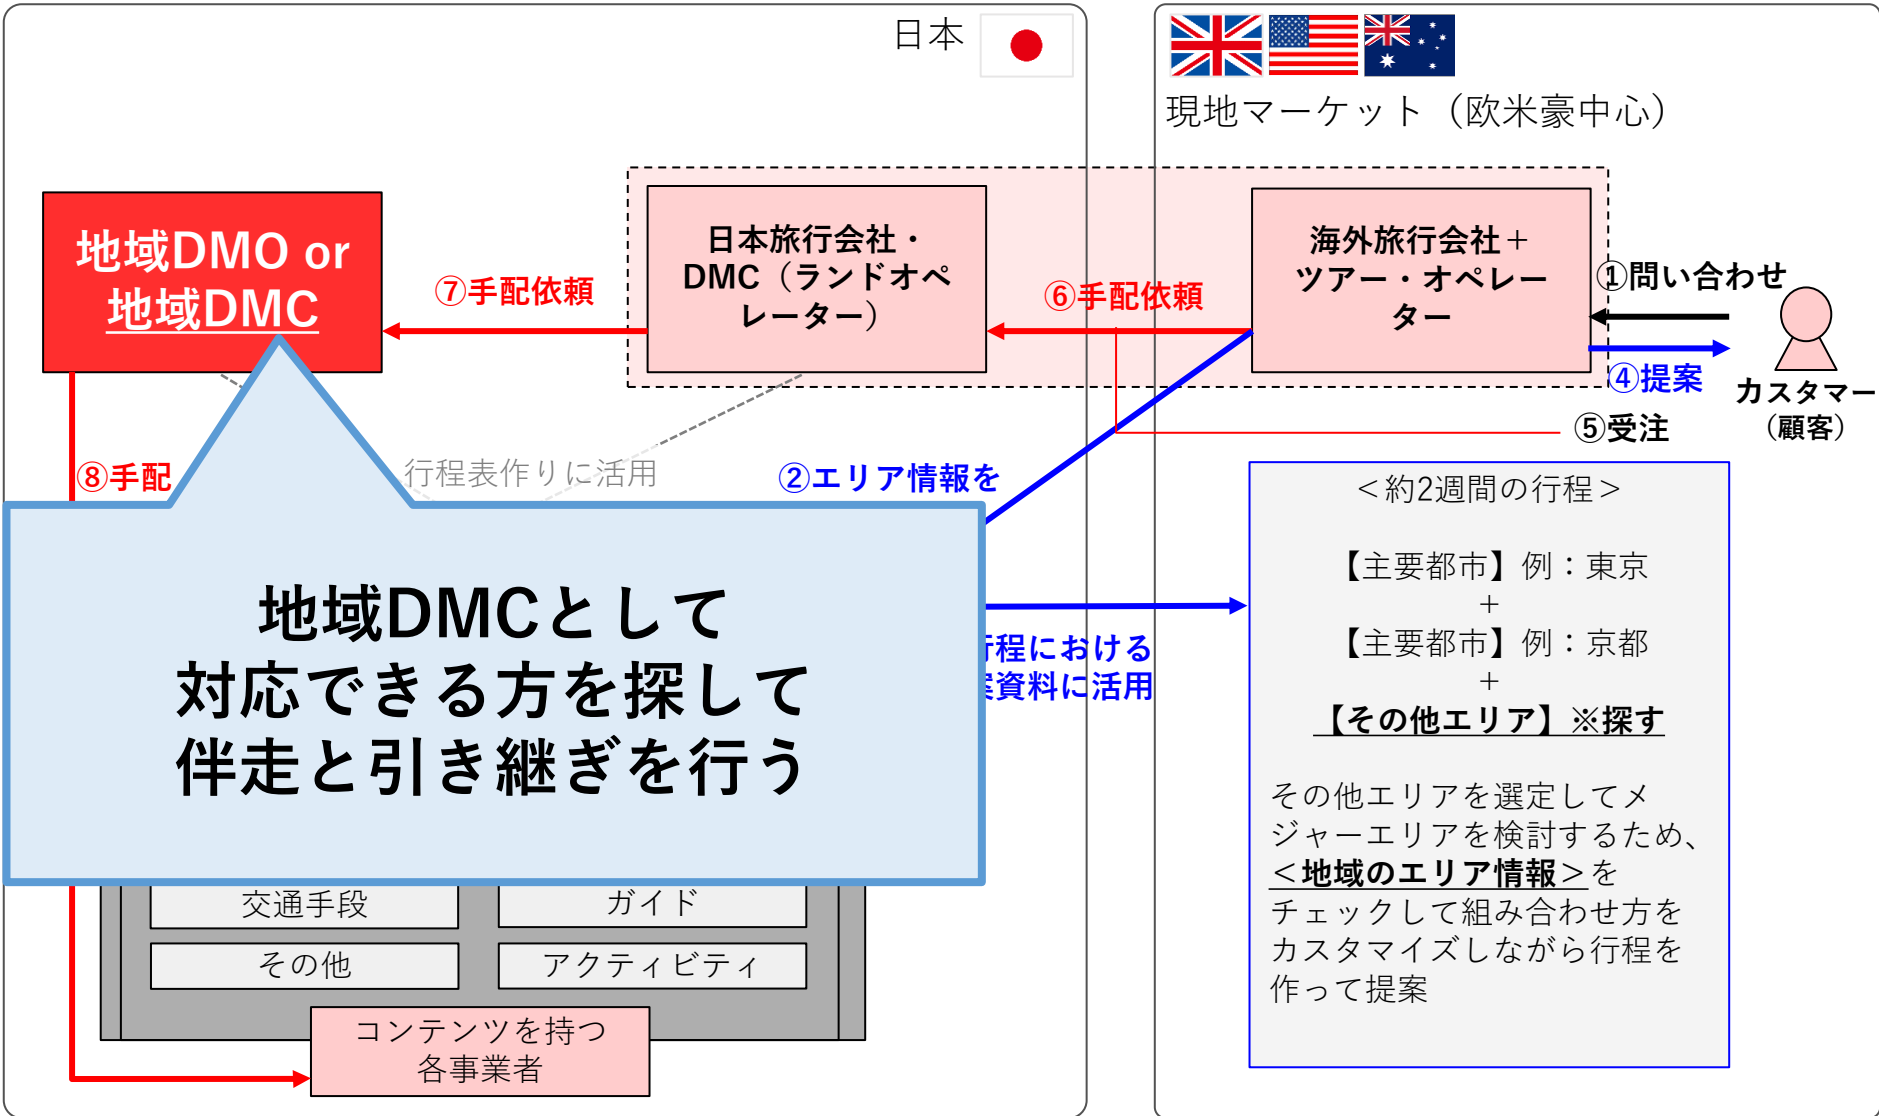 日本
現地マーケット（欧米豪中心）
地域DMO or
地域DMC
⑦手配依頼
日本旅行会社・
DMC（ランドオペ
レーター）
⑥手配依頼
海外旅行会社＋
ツアー・オペレー
ター
①問い合わせ
④提案
カスタマー
（顧客）
⑤受注
⑧手配
行程表作りに活用
②エリア情報を
地域DMCとして
対応できる方を探して
伴走と引き継ぎを行う
程における
資料に活用
＜約2週間の行程＞
【主要都市】例：東京
+
【主要都市】例：京都
+
【その他エリア】※探す
その他エリアを選定してメ
ジャーエリアを検討するため、
＜地域のエリア情報＞を
チェックして組み合わせ方を
カスタマイズしながら行程を
作って提案
交通手段
ガイド
その他
アクティビティ
コンテンツを持つ
各事業者